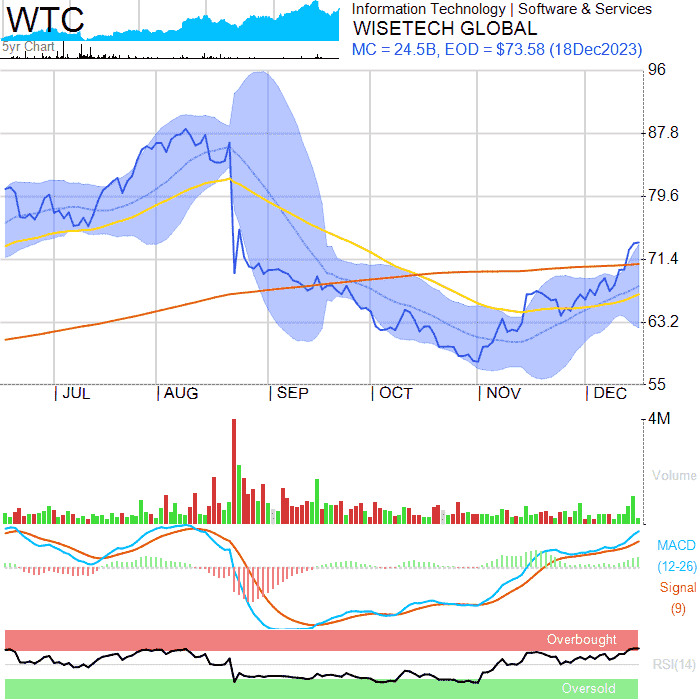 WTC
5yr Chart
Information Technology | Software & Services
WISETECH GLOBAL
MC = 24.5B, EOD = $73.58 (18Dec2023)
96
87.8
79.6
71.4
63.2
55
JUL
AUG
SEP
OCT
NOV
DEC
4M
Volume
MACD
(12-26)
Signal
(9)
Overbought
RSI(14)
Oversold